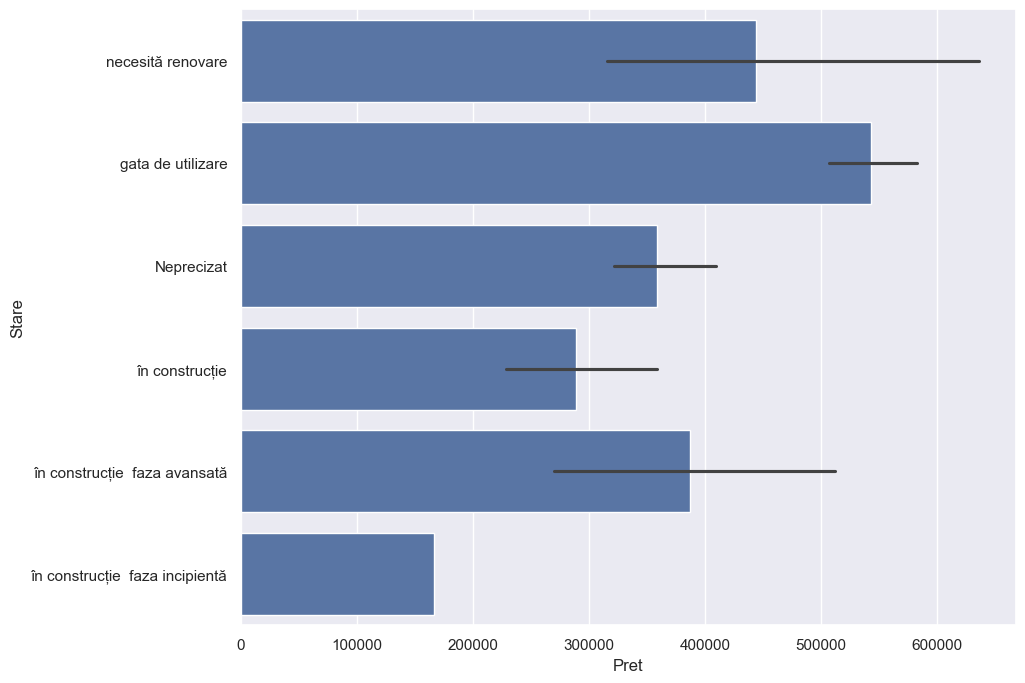 necesită renovare
gata de utilizare
Neprecizat
în construcție
în construcție  faza avansată
în construcție  faza incipientă
Stare
0 100000 200000 300000 400000 500000 600000
Pret